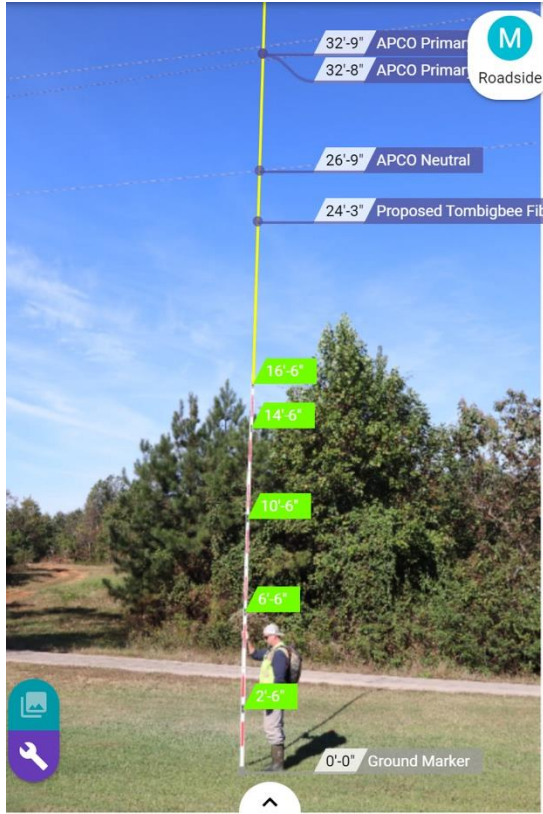 32'-9" APCO Primar
M
32'-8" APCO Primar
Roadside
26'-9" APCO Neutral
24'-3" Proposed Tombigbee Fib
16'-6"
14'-6"
10'-6"
6'-6"
2'-6"
0'-0" Ground Marker